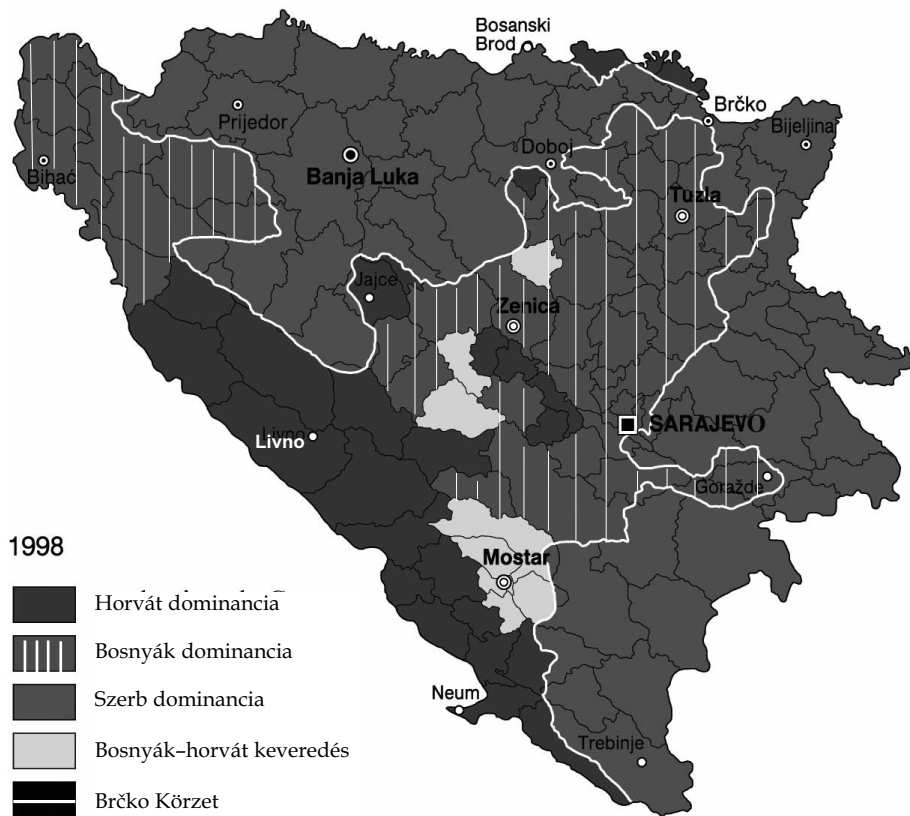 Bosanski
Brod
Brčko
Prijedor
Bijeljina
Doboj
Bihać
Banja Luka
Tuzla
Jajce
Zenica
SARAJEVO
Livno
Livno
Goražde
1998
Mostar
Horvát dominancia
Bosnyák dominancia
Szerb dominancia
Neum
Bosnyák–horvát keveredés
Trebinje
Brčko Körzet